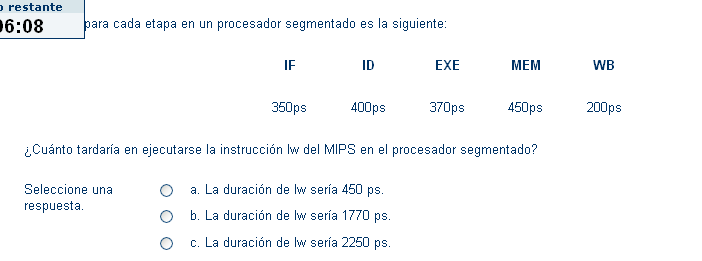 o restante
06:08
para cada etapa en un procesador segmentado es la siguiente:
IF ID EXE MEM WB
350ps 400ps 370ps 450ps 200ps
¿Cuánto tardaría en ejecutarse la instrucción lw del MIPS en el procesador segmentado?
Seleccione una respuesta.
a. La duración de lw sería 450 ps.
b. La duración de lw sería 1770 ps.
c. La duración de lw sería 2250 ps.